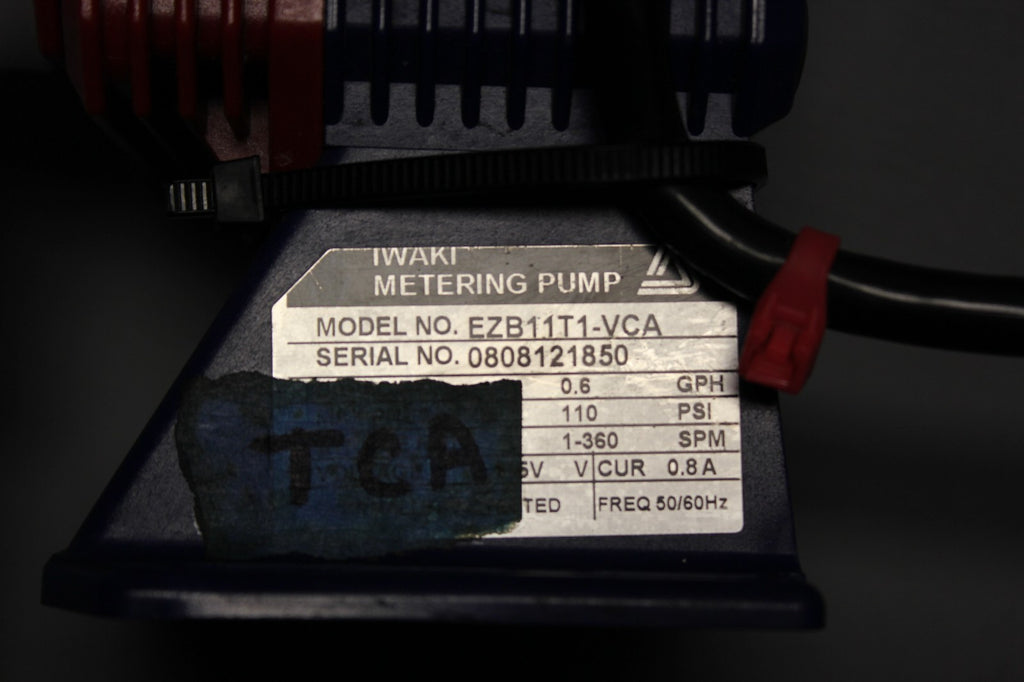 IWAKI
METERING PUMP
MODEL NO. EZB11T1-VCA
SERIAL NO. 0808121850
0.6 GPH
110 PSI
1-360 SPM
5V V CUR 0.8 A
TED FREQ 50/60Hz
TCA